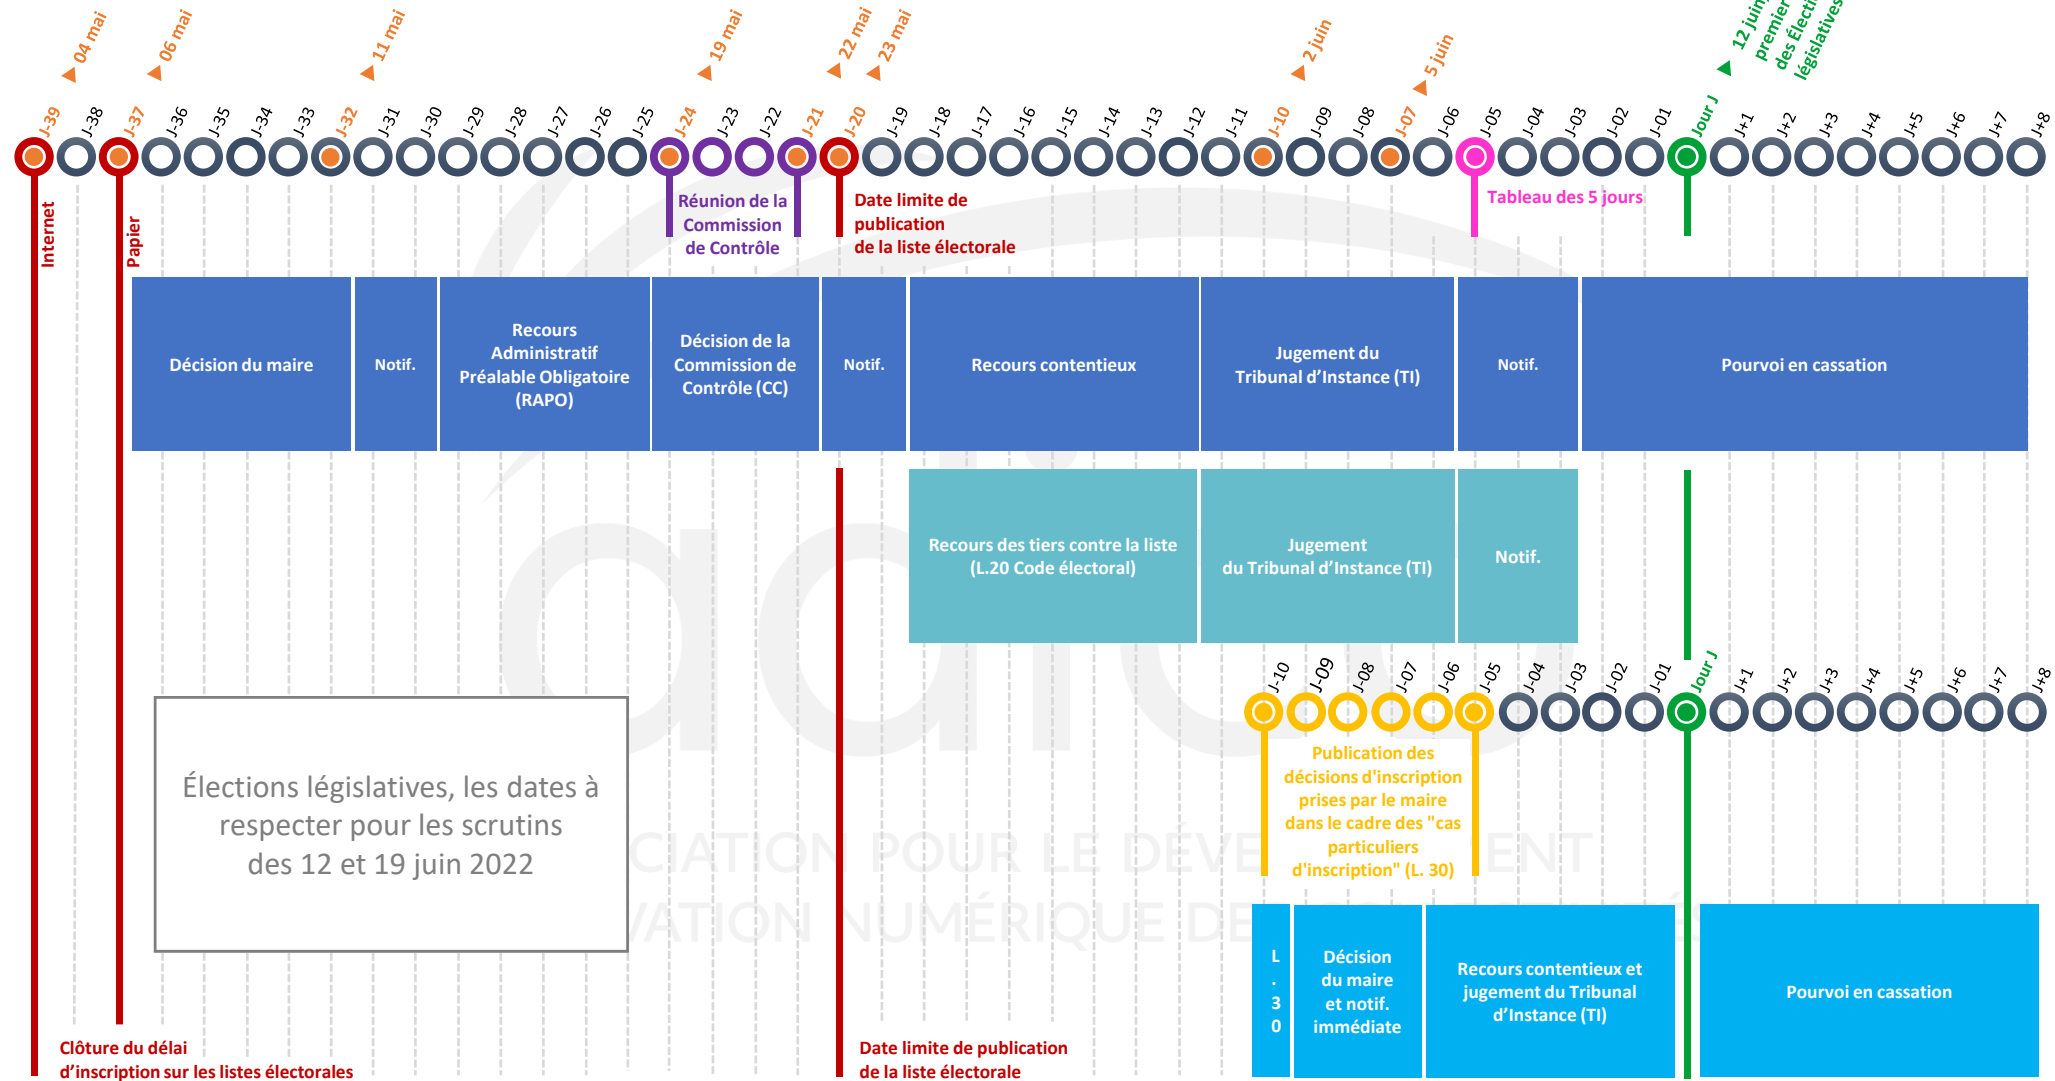 04 mai
06 mai
11 mai
19 mai
22 mai
23 mai
2 juin
5 juin
12 juin,
premier
des Électi
législatives
J-39
J-38
J-37
J-36
J-35
J-34
J-33
J-32
J-31
J-30
J-29
J-28
J-27
J-26
J-25
J-24
J-23
J-22
J-21
J-20
J-19
J-18
J-17
J-16
J-15
J-14
J-13
J-12
J-11
J-10
J-09
J-08
J-07
J-06
J-05
J-04
J-03
J-02
J-01
Jour J
J+1
J+2
J+3
J+4
J+5
J+6
J+7
J+8
Internet
Papier
Réunion de la
Commission
de Contrôle
Date limite de
publication
de la liste électorale
Tableau des 5 jours
Décision du maire
Notif.
Recours
Administratif
Préalable Obligatoire
(RAPO)
Décision de la
Commission de
Contrôle (CC)
Notif.
Recours contentieux
Jugement du
Tribunal d’Instance (TI)
Notif.
Pourvoi en cassation
Recours des tiers contre la liste
(L.20 Code électoral)
Jugement
du Tribunal d’Instance (TI)
Notif.
J-10
J-09
J-08
J-07
J-06
J-05
J-04
J-03
J-02
J-01
Jour J
J+1
J+2
J+3
J+4
J+5
J+6
J+7
J+8
Élections législatives, les dates à
respecter pour les scrutins
des 12 et 19 juin 2022
Publication des
décisions d'inscription
prises par le maire
dans le cadre des "cas
particuliers
d'inscription" (L. 30)
L
.
3
0
Décision
du maire
et notif.
immédiate
Recours contentieux et
jugement du Tribunal
d’Instance (TI)
Pourvoi en cassation
Clôture du délai
d’inscription sur les listes électorales
Date limite de publication
de la liste électorale